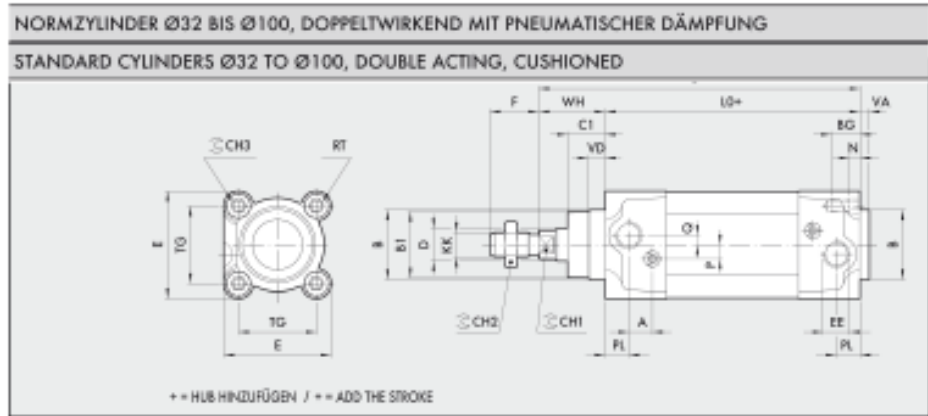 NORMZYLINDER Ø32 BIS Ø100, DOPPELTWIRKEND MIT PNEUMATISCHER DÄMPFUNG
STANDARD CYLINDERS Ø32 TO Ø100, DOUBLE ACTING, CUSHIONED
F WH L0+ VA
C1 BG
VD N
CH3 RT
E TG B B1 D KK Ø1 P B
CH2 CH1 A EE
TG PL PL
E
+ = HUB HINZUFÜGEN / + = ADD THE STROKE